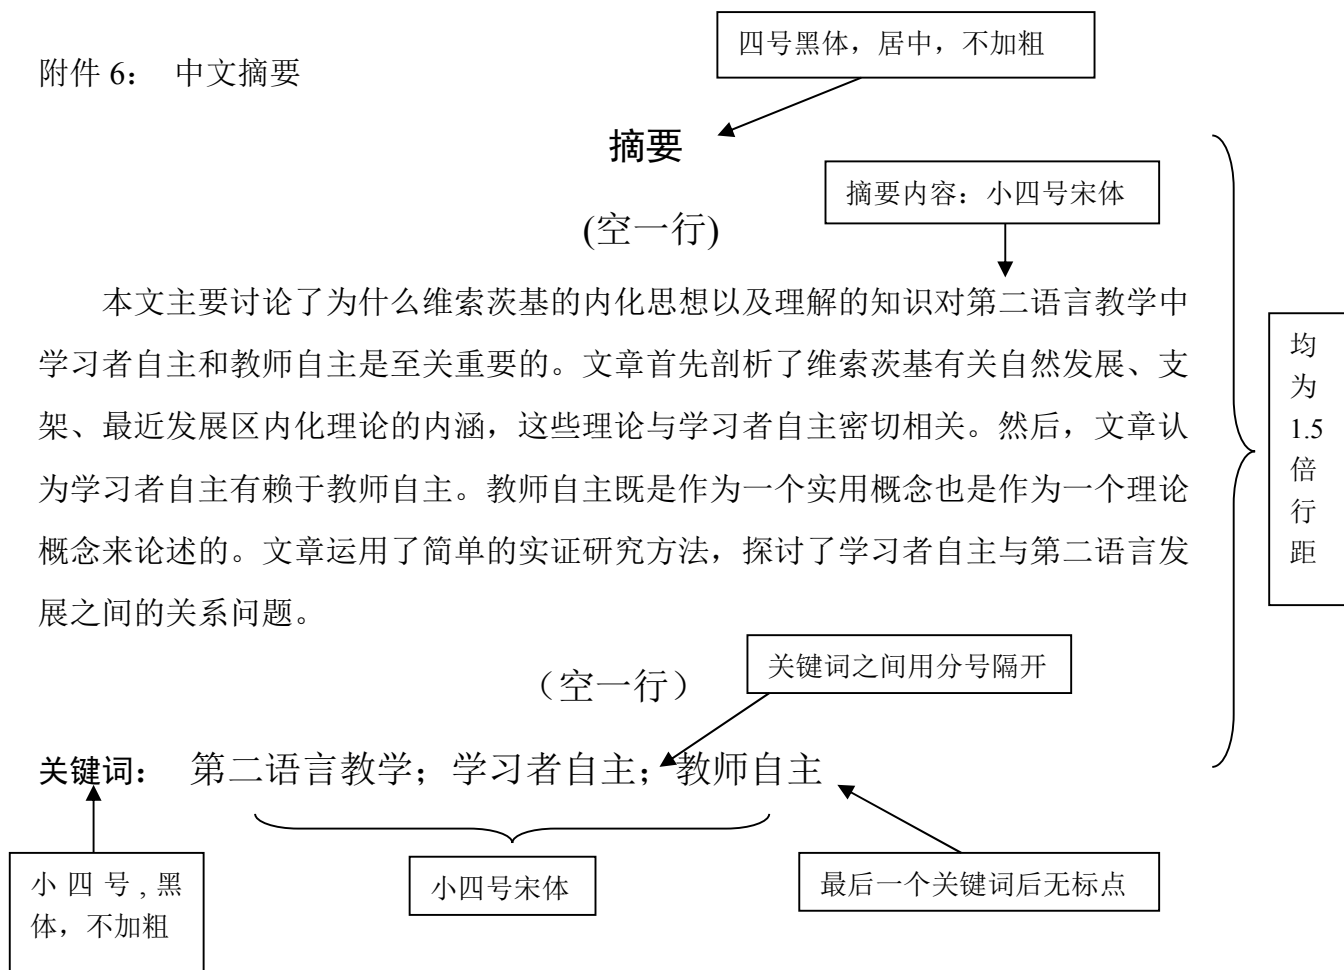 四号黑体，居中，不加粗
附件 6： 中文摘要
摘要
摘要内容：小四号宋体
(空一行)
本文主要讨论了为什么维索茨基的内化思想以及理解的知识对第二语言教学中
学习者自主和教师自主是至关重要的。文章首先剖析了维索茨基有关自然发展、支
架、最近发展区内化理论的内涵，这些理论与学习者自主密切相关。然后，文章认
为学习者自主有赖于教师自主。教师自主既是作为一个实用概念也是作为一个理论
概念来论述的。文章运用了简单的实证研究方法，探讨了学习者自主与第二语言发
展之间的关系问题。
均
为
1.5
倍
行
距
关键词之间用分号隔开
（空一行）
关键词： 第二语言教学；学习者自主；教师自主
小四号,黑
体，不加粗
小四号宋体
最后一个关键词后无标点